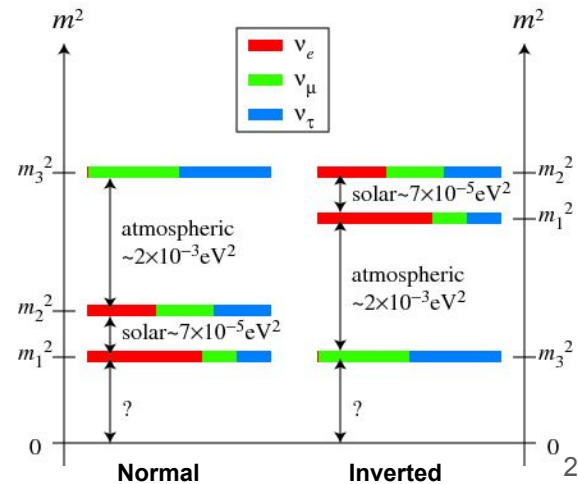 m² m²
νe
νμ
ντ
m₃² m₂²
solar~7×10⁻⁵eV²
m₁²
atmospheric
~2×10⁻³eV²
atmospheric
~2×10⁻³eV²
m₂²
solar~7×10⁻⁵eV²
m₁² m₃²
? ?
0 0
Normal Inverted 2